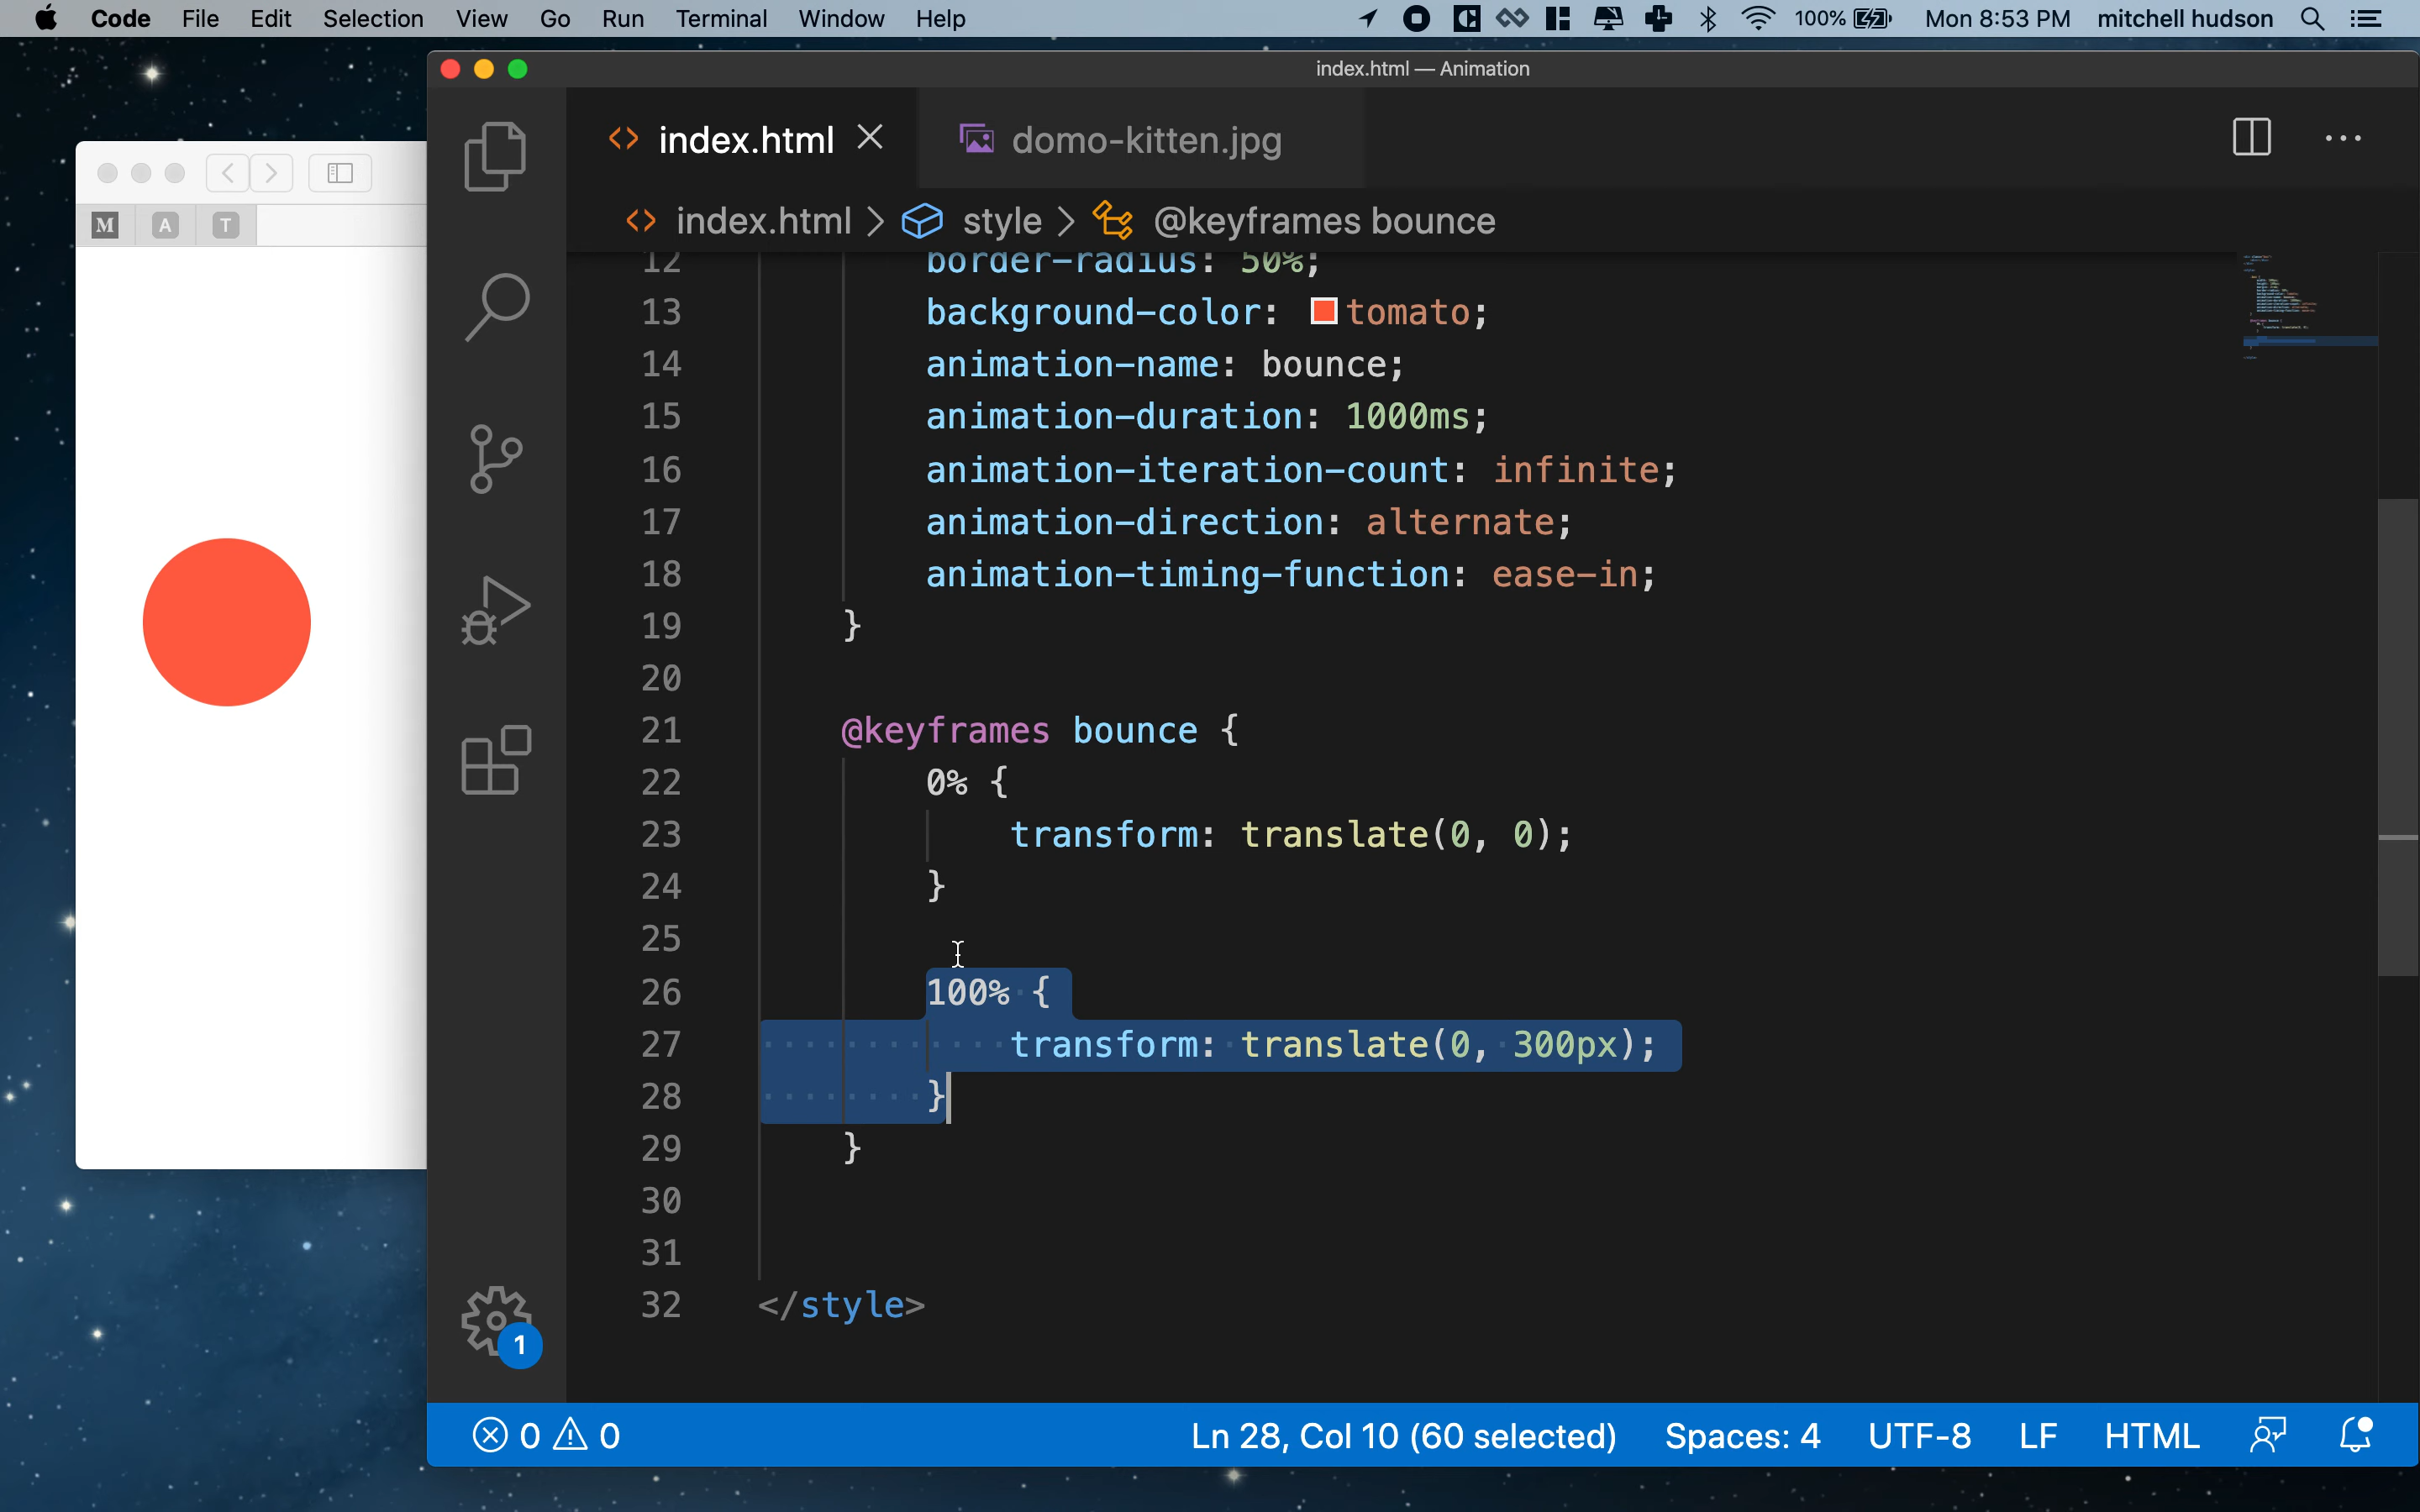 Code File Edit Selection View Go Run Terminal Window Help 100% Mon 8:53 PM mitchell hudson
index.html — Animation
index.html domo-kitten.jpg
M A T
index.html > style > @keyframes bounce
12 border-radius: 50%;
13 background-color: tomato;
14 animation-name: bounce;
15 animation-duration: 1000ms;
16 animation-iteration-count: infinite;
17 animation-direction: alternate;
18 animation-timing-function: ease-in;
19 }
20
21 @keyframes bounce {
22 0% {
23 transform: translate(0, 0);
24 }
25
26 100% {
27 transform: translate(0, 300px);
28 }
29 }
30
31
32 </style>
1
0 0 Ln 28, Col 10 (60 selected) Spaces: 4 UTF-8 LF HTML